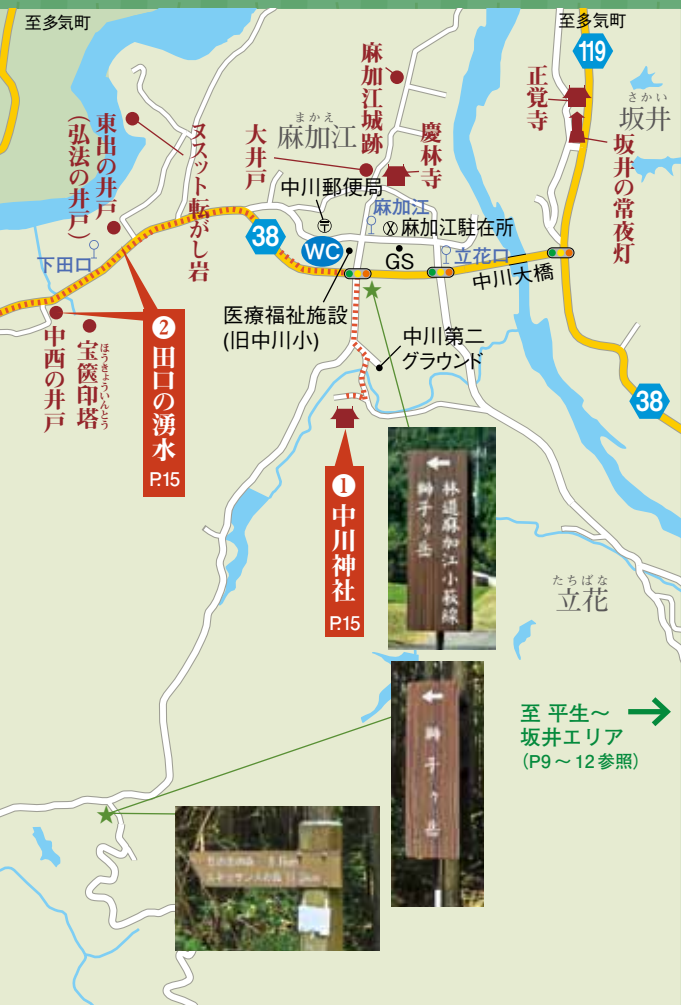 至多気町
至多気町
119
正覚寺
さかい
坂井
坂井の常夜灯
麻加江城跡
まかえ
麻加江
慶林寺
大井戸
ヌスット転がし岩
東出の井戸
(弘法の井戸)
中川郵便局
〒
麻加江
麻加江駐在所
38
WC
GS
立花口
中川大橋
下田口
医療福祉施設
(旧中川小)
中川第二
グラウンド
38
中西の井戸
ほうきょういんとう
宝篋印塔
❷田口の湧水
P.15
❶中川神社
P.15
林道麻加江小萩線
獅子ヶ岳
たちばな
立花
獅子ヶ岳
至 平生〜
坂井エリア
(P9〜12参照)